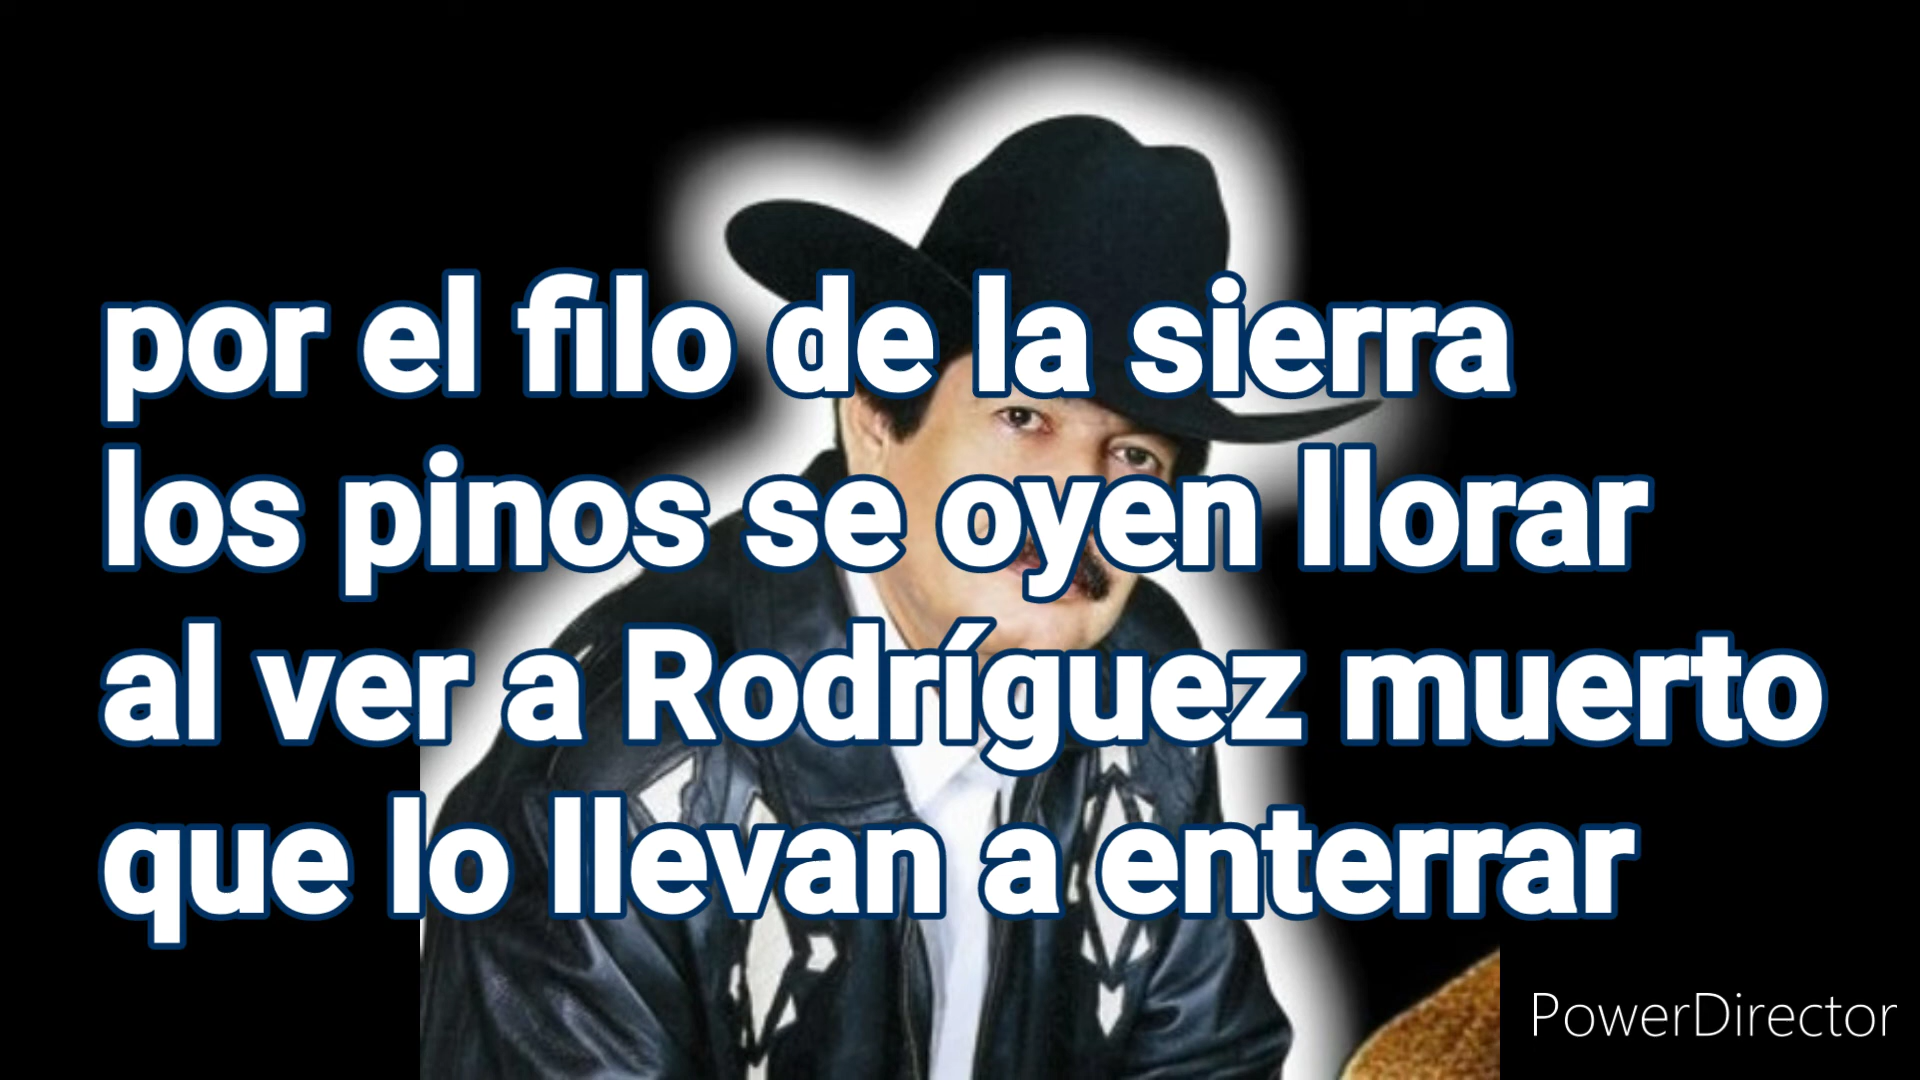 por el filo de la sierra
los pinos se oyen llorar
al ver a Rodríguez muerto
que lo llevan a enterrar
PowerDirector